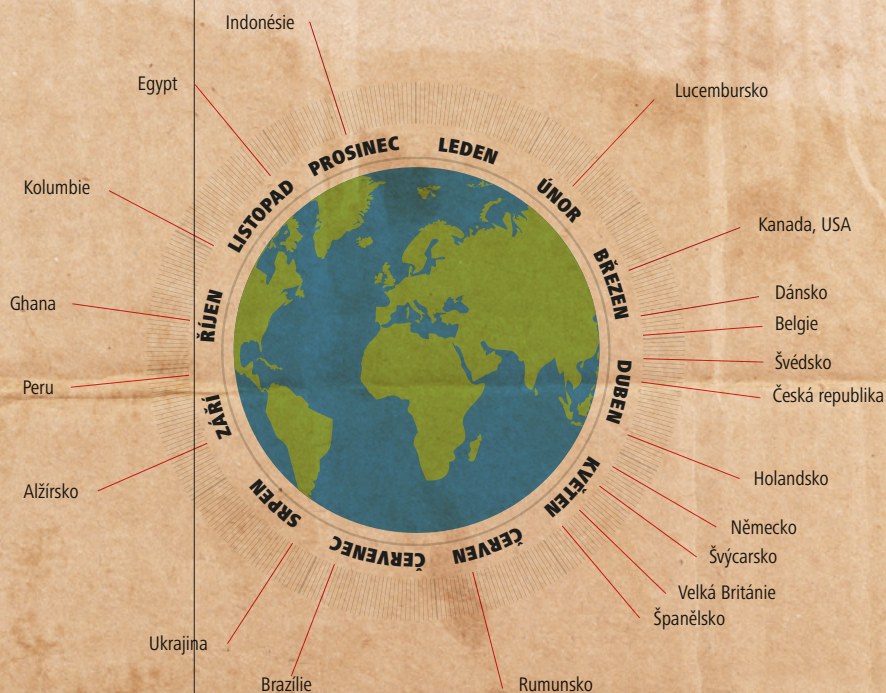 Indonésie
Egypt
Lucembursko
Kolumbie
Kanada, USA
Ghana
Dánsko
Belgie
Švédsko
Peru
Česká republika
Alžírsko
Holandsko
Německo
Švýcarsko
Velká Británie
Španělsko
Ukrajina
Brazílie
Rumunsko
LEDEN
ÚNOR
BŘEZEN
DUBEN
KVĚTEN
ČERVEN
ČERVENEC
SRPEN
ZÁŘÍ
ŘÍJEN
LISTOPAD
PROSINEC